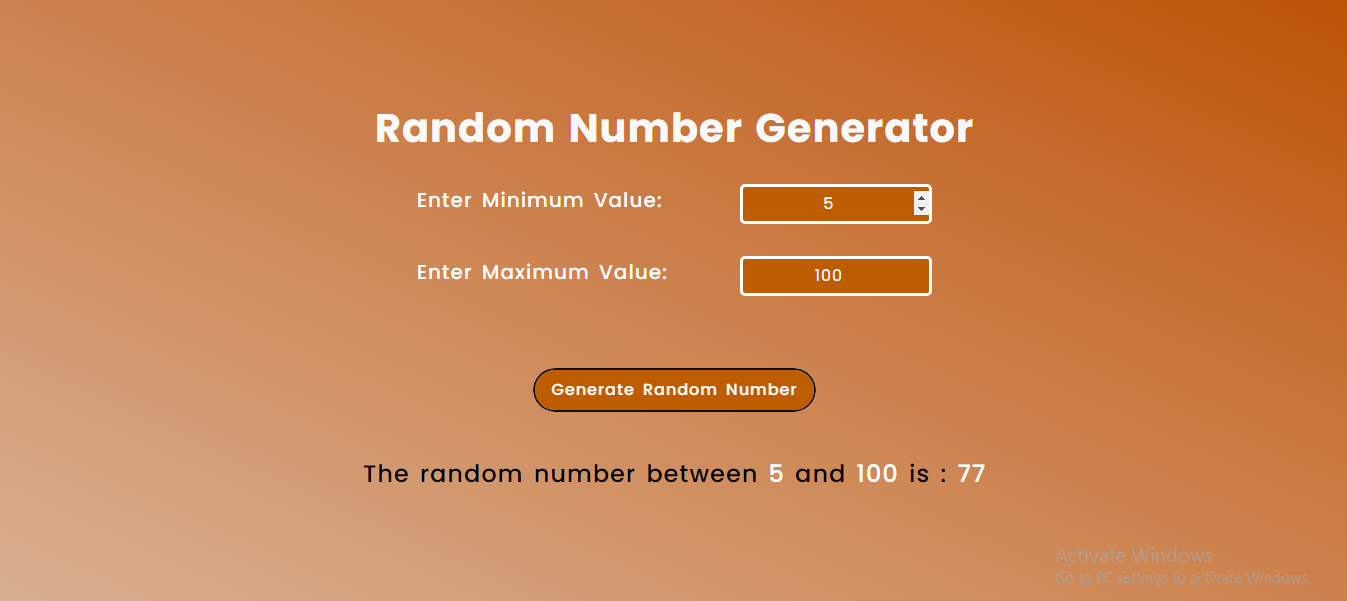 Random Number Generator
Enter Minimum Value: 5
Enter Maximum Value: 100
Generate Random Number
The random number between 5 and 100 is : 77
Activate Windows
Go to PC settings to activate Windows.